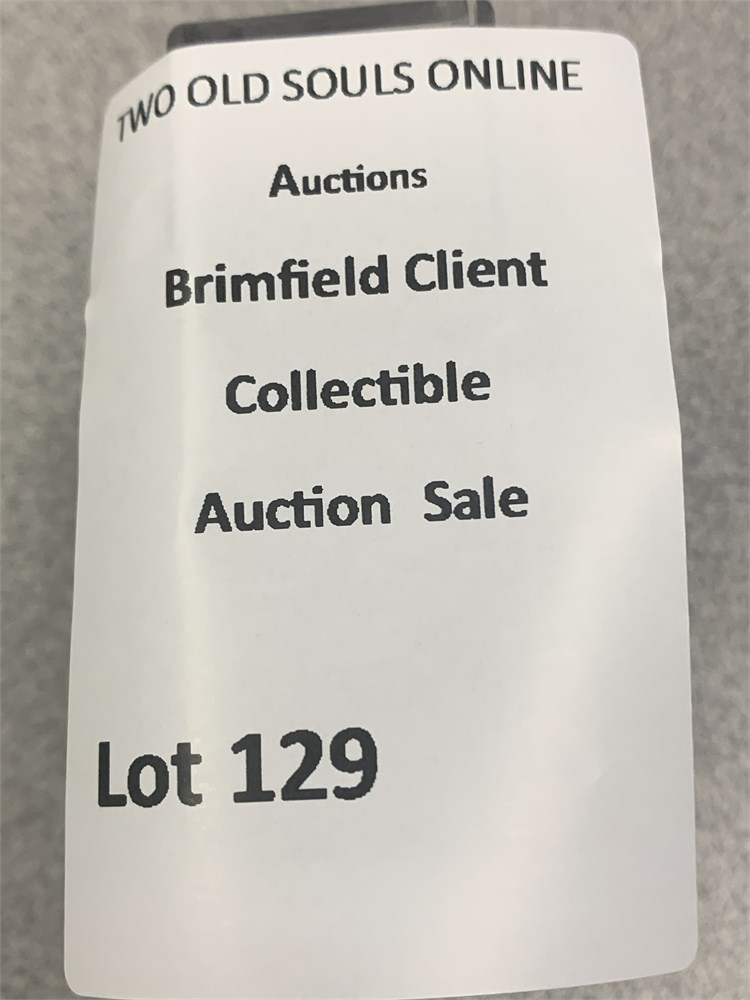 TWO OLD SOULS ONLINE
Auctions
Brimfield Client
Collectible
Auction Sale
Lot 129